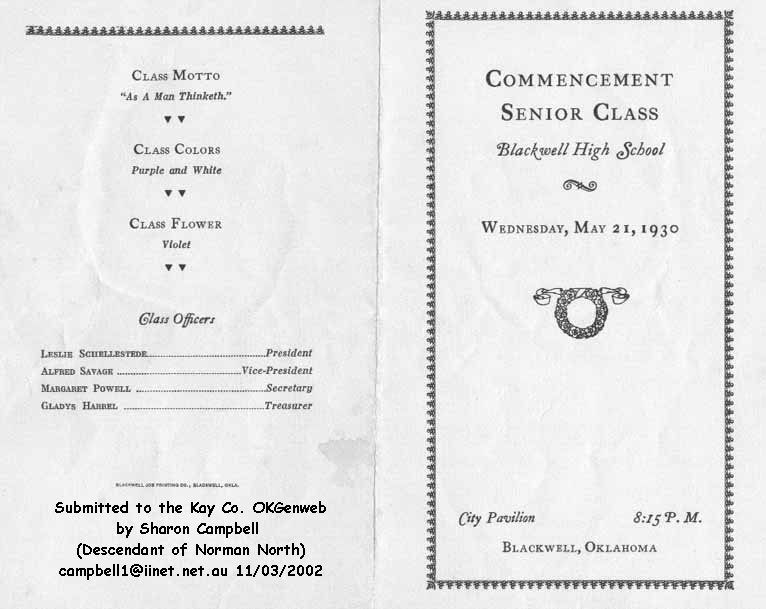 CLASS MOTTO
"As A Man Thinketh."
CLASS COLORS
Purple and White
CLASS FLOWER
Violet
Class Officers
LESLIE SCHELLESTEDE........................................President
ALFRED SAVAGE ..........................................Vice-President
MARGARET POWELL ............................................Secretary
GLADYS HARREL ...............................................Treasurer
BLACKWELL JOB PRINTING CO., BLACKWELL, OKLA.
Submitted to the Kay Co. OKGenweb
by Sharon Campbell
(Descendant of Norman North)
campbell1@iinet.net.au 11/03/2002
COMMENCEMENT
SENIOR CLASS
Blackwell High School
WEDNESDAY, MAY 21, 1930
City Pavilion 8:15 P. M.
BLACKWELL, OKLAHOMA